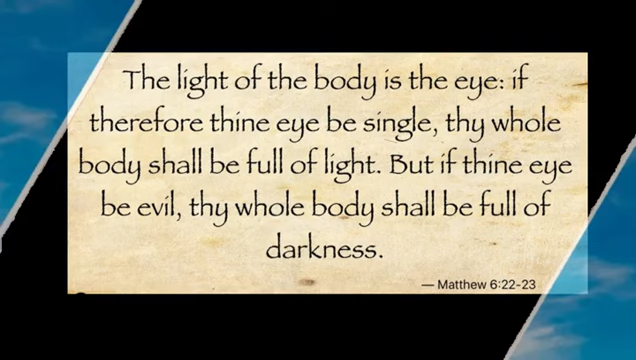 The light of the body is the eye: if
therefore thine eye be single, thy whole
body shall be full of light. But if thine eye
be evil, thy whole body shall be full of
darkness.
— Matthew 6:22-23